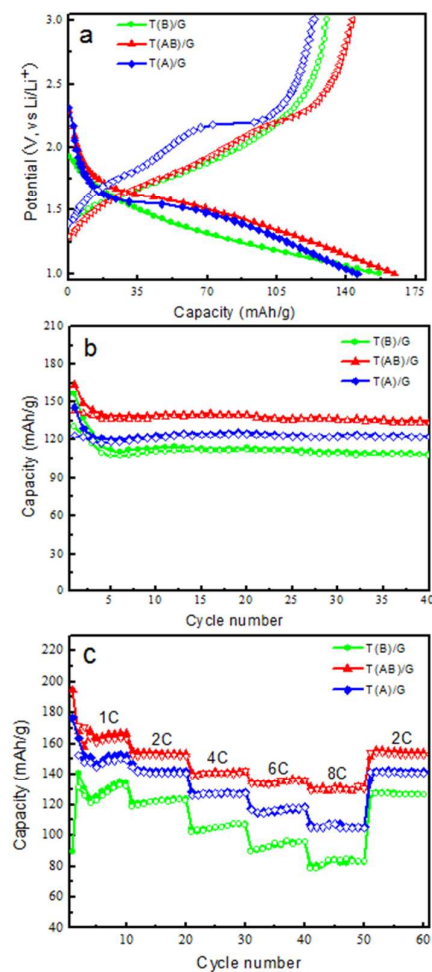 a
T(B)/G
T(AB)/G
T(A)/G
Potential (V, vs Li/Li+)
3.0
2.5
2.0
1.5
1.0
0 35 70 105 140 175
Capacity (mAh/g)
b
T(B)/G
T(AB)/G
T(A)/G
Capacity (mAh/g)
210
180
150
120
90
60
30
0
5 10 15 20 25 30 35 40
Cycle number
c
T(B)/G
T(AB)/G
T(A)/G
Capacity (mAh/g)
220
200
180
160
140
120
100
80
60
40
1C
2C
4C
6C
8C
2C
0 10 20 30 40 50 60
Cycle number